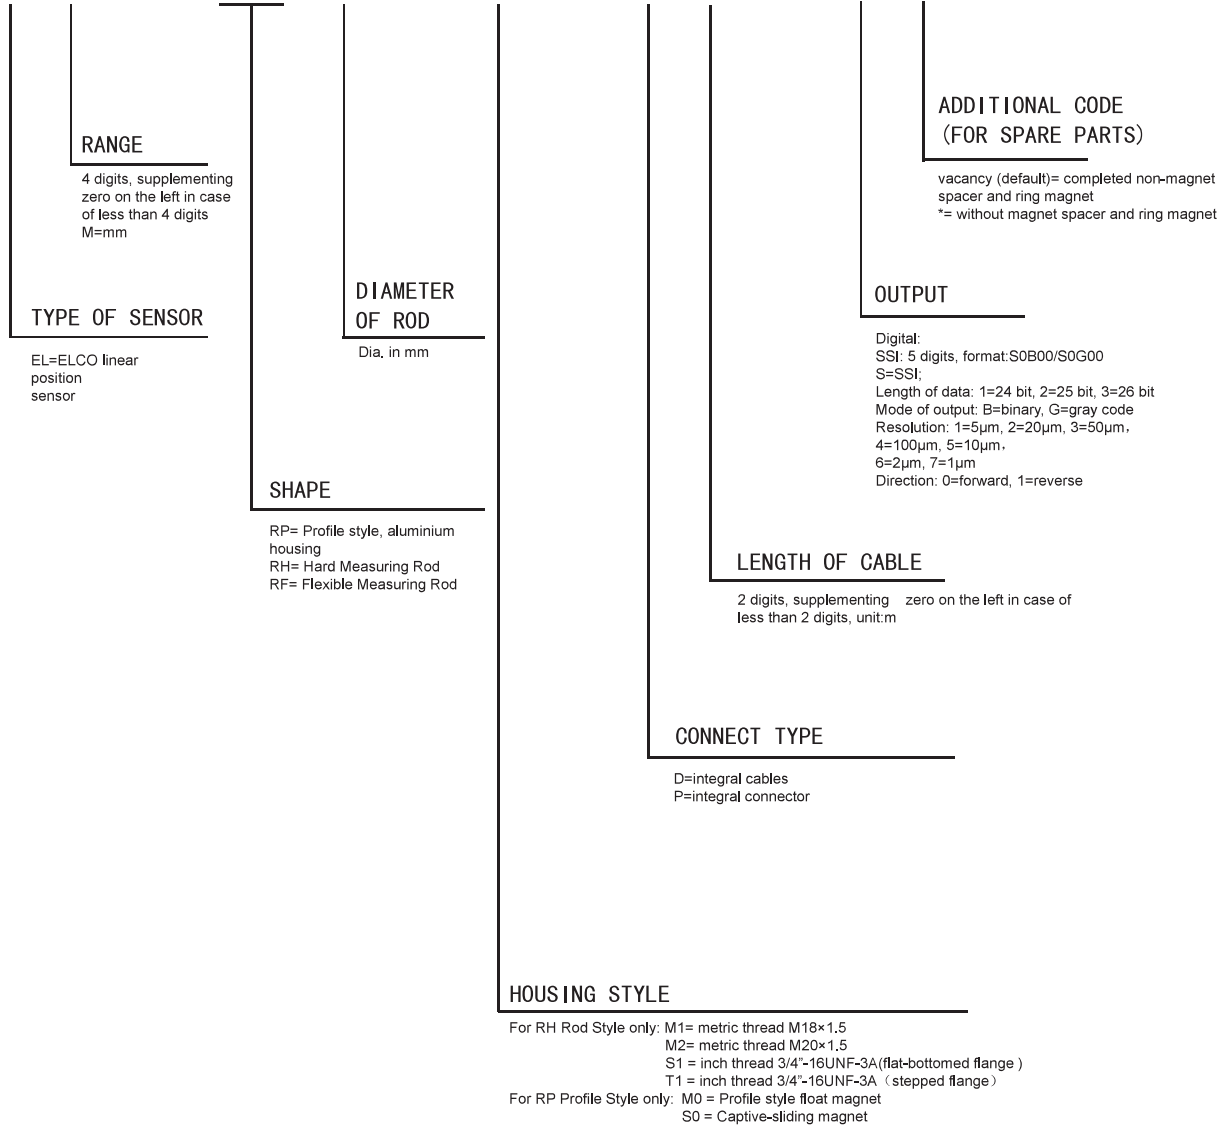 RANGE
4 digits, supplementing
zero on the left in case
of less than 4 digits
M=mm
TYPE OF SENSOR
EL=ELCO linear
position
sensor
SHAPE
RP= Profile style, aluminium
housing
RH= Hard Measuring Rod
RF= Flexible Measuring Rod
DIAMETER
OF ROD
Dia. in mm
ADDITIONAL CODE
(FOR SPARE PARTS)
vacancy (default)= completed non-magnet
spacer and ring magnet
*= without magnet spacer and ring magnet
OUTPUT
Digital:
SSI: 5 digits, format:S0B00/S0G00
S=SSI;
Length of data: 1=24 bit, 2=25 bit, 3=26 bit
Mode of output: B=binary, G=gray code
Resolution: 1=5μm, 2=20μm, 3=50μm,
4=100μm, 5=10μm,
6=2μm, 7=1μm
Direction: 0=forward, 1=reverse
LENGTH OF CABLE
2 digits, supplementing zero on the left in case of
less than 2 digits, unit:m
CONNECT TYPE
D=integral cables
P=integral connector
HOUSING STYLE
For RH Rod Style only: M1= metric thread M18×1.5
M2= metric thread M20×1.5
S1 = inch thread 3/4"-16UNF-3A(flat-bottomed flange )
T1 = inch thread 3/4"-16UNF-3A（stepped flange）
For RP Profile Style only: M0 = Profile style float magnet
S0 = Captive-sliding magnet